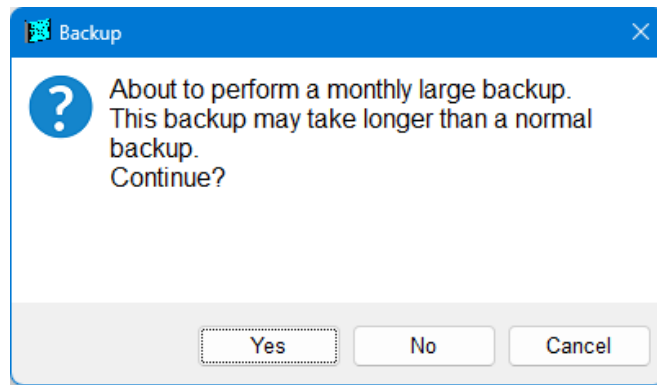 Backup
About to perform a monthly large backup.
This backup may take longer than a normal
backup.
Continue?
Yes No Cancel